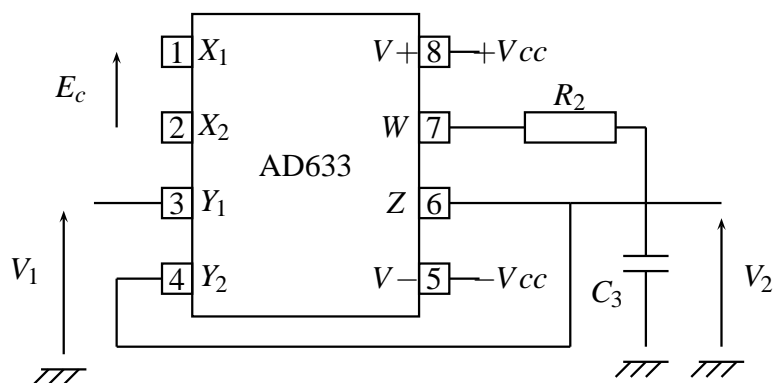 1 X₁ V+ 8 +Vcc
E_c R₂
2 X₂ W 7
AD633
3 Y₁ Z 6
V₁ 4 Y₂ V− 5 −Vcc V₂
C₃